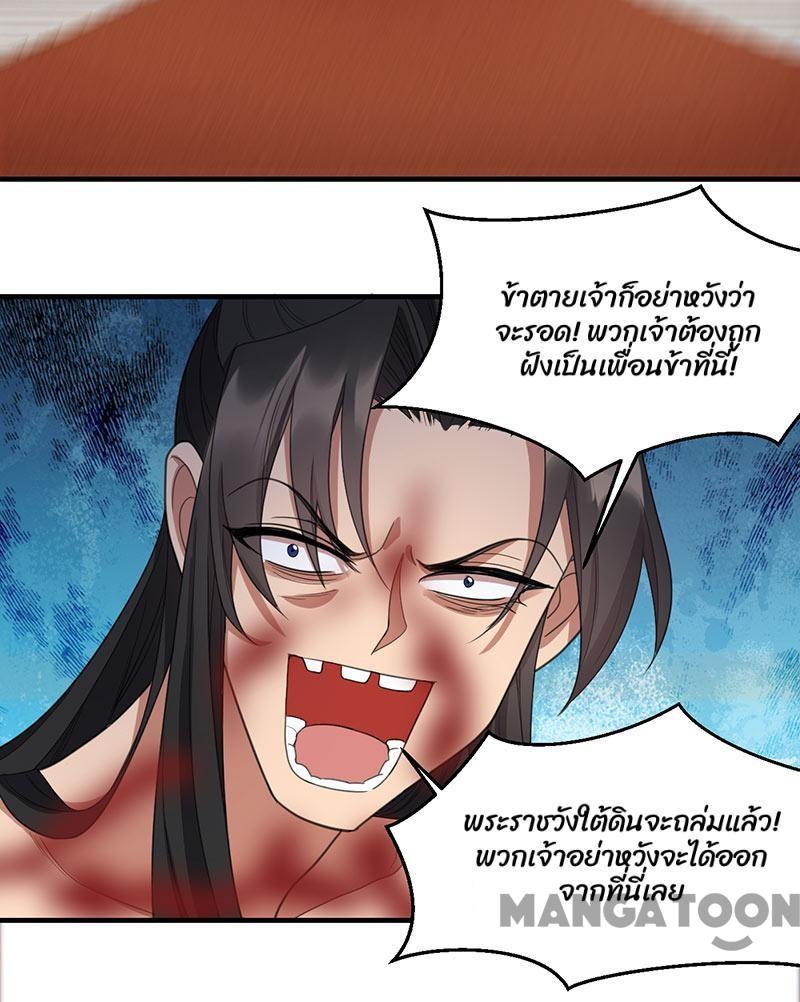 ข้าตายเจ้าก็อย่าหวังว่า
จะรอด! พวกเจ้าต้องถูก
ฝังเป็นเพื่อนข้าที่นี่!
พระราชวังใต้ดินจะถล่มแล้ว!
พวกเจ้าอย่าหวังจะได้ออก
จากที่นี่เลย
MANGATOON